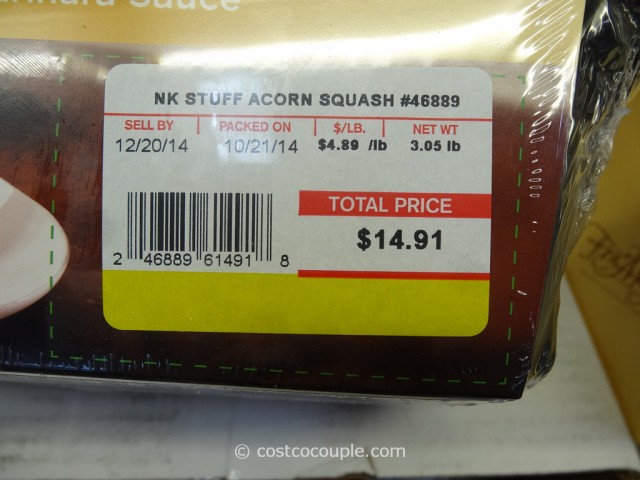 Sauce
NK STUFF ACORN SQUASH #46889
SELL BY PACKED ON $/LB. NET WT
12/20/14 10/21/14 $4.89 /lb 3.05 lb
TOTAL PRICE
$14.91
2 46889 61491 8
© costcocouple.com